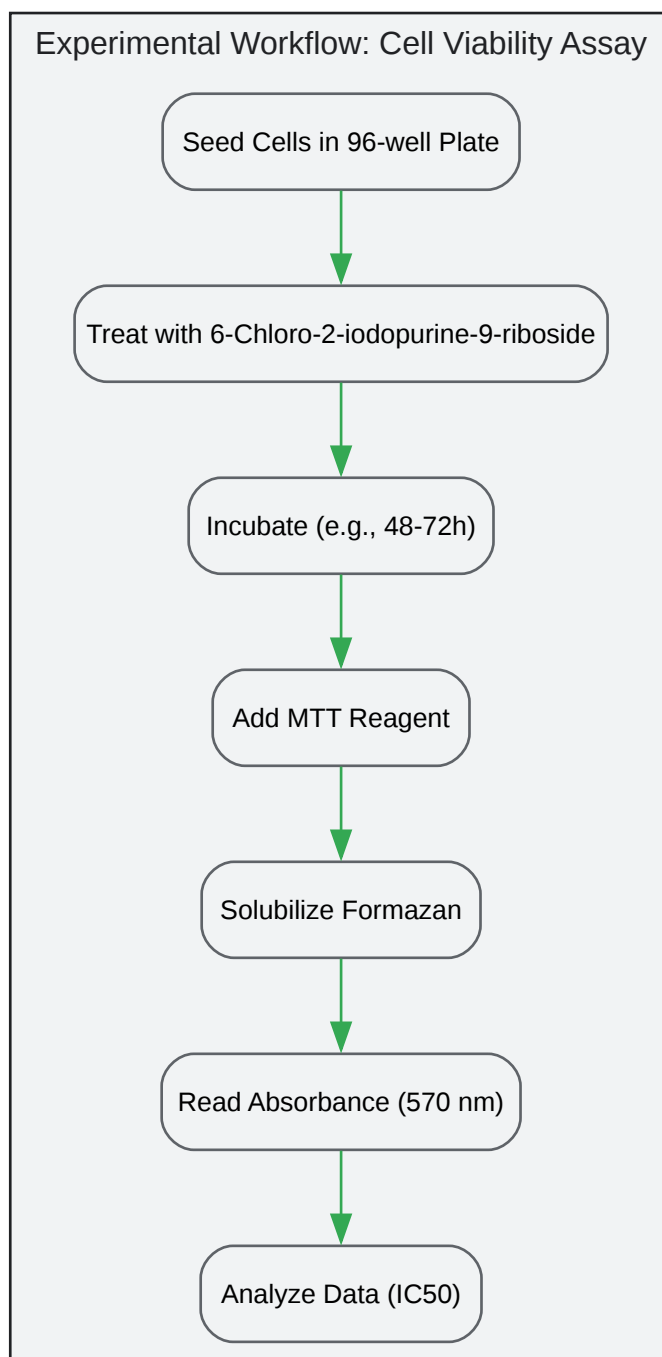 Experimental Workflow: Cell Viability Assay
Seed Cells in 96-well Plate
Treat with 6-Chloro-2-iodopurine-9-riboside
Incubate (e.g., 48-72h)
Add MTT Reagent
Solubilize Formazan
Read Absorbance (570 nm)
Analyze Data (IC50)